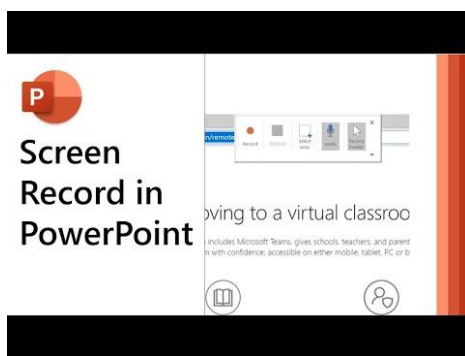 P
Screen
Record in
PowerPoint
n/remote
Record
Select
Area
Audio
Record
Pointer
oving to a virtual classroo
includes Microsoft Teams, gives schools, teachers, and parent
m with confidence; accessible on either mobile, tablet, PC or b